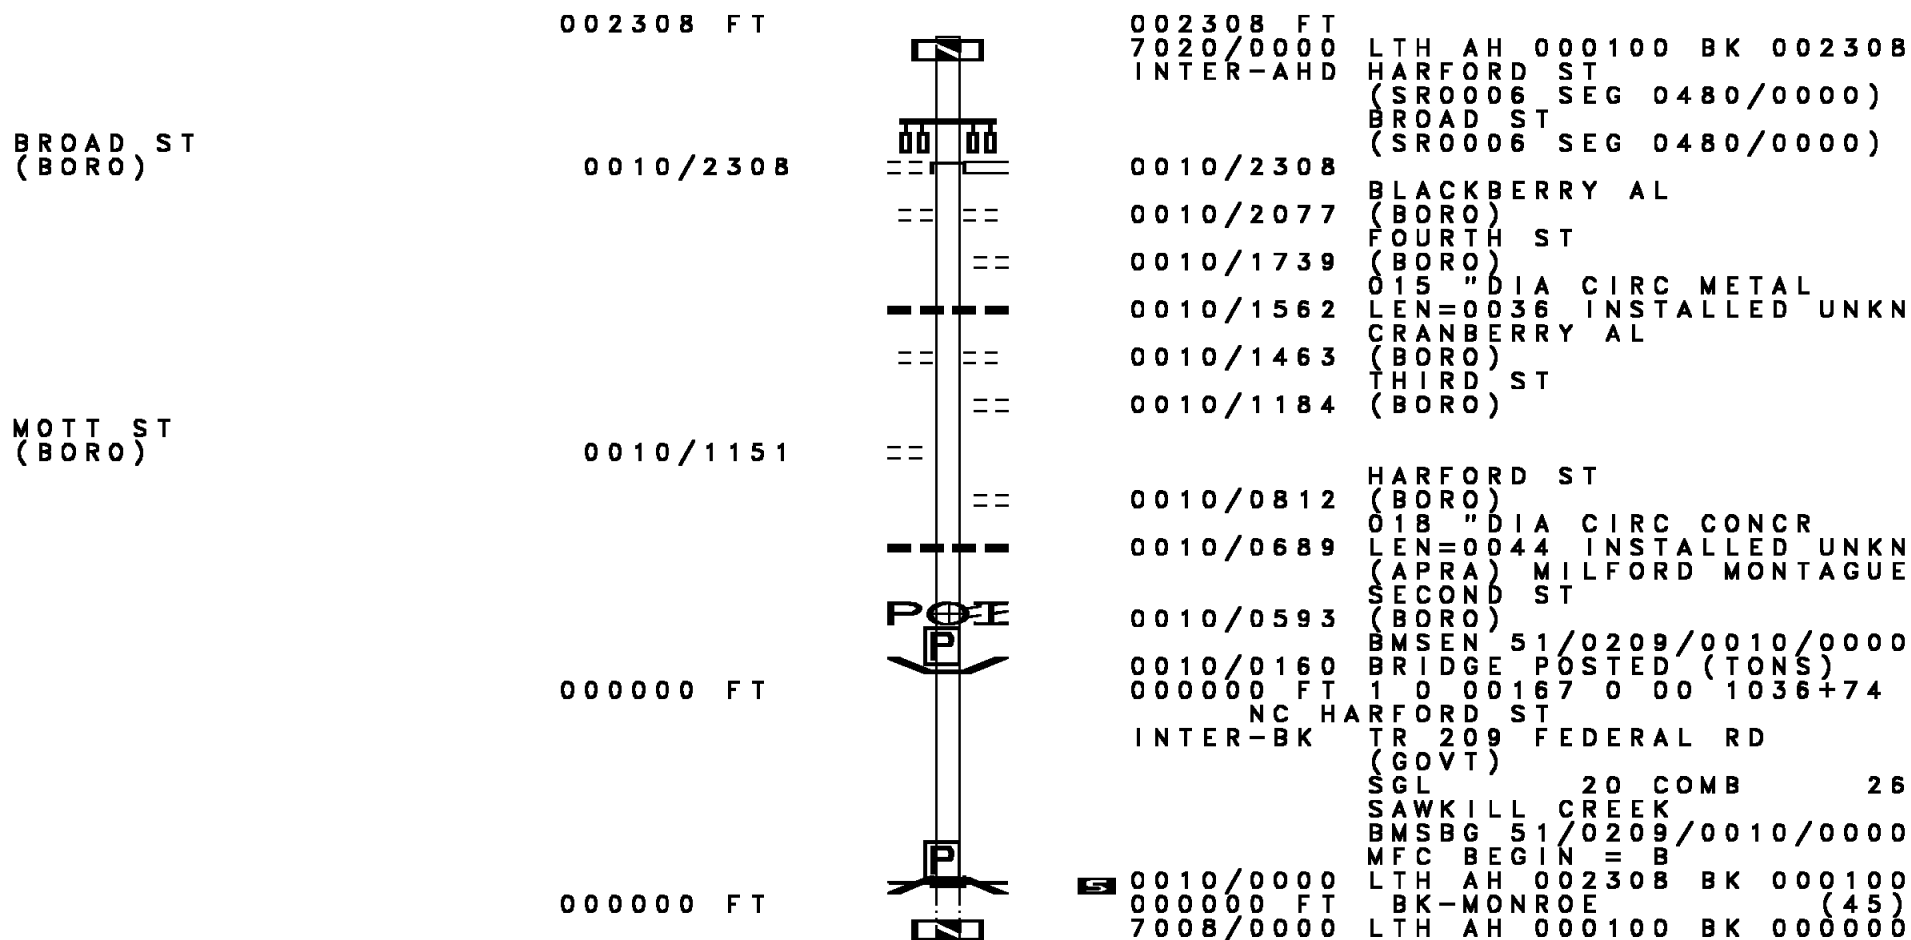 002308 FT 002308 FT
7020/0000 LTH AH 000100 BK 002308
INTER-AHD HARFORD ST
(SR0006 SEG 0480/0000)
BROAD ST
BROAD ST (SR0006 SEG 0480/0000)
(BORO) 0010/2308 0010/2308
BLACKBERRY AL
0010/2077 (BORO)
FOURTH ST
0010/1739 (BORO)
015 "DIA CIRC METAL
0010/1562 LEN=0036 INSTALLED UNKN
CRANBERRY AL
0010/1463 (BORO)
THIRD ST
0010/1184 (BORO)
MOTT ST
(BORO) 0010/1151
HARFORD ST
0010/0812 (BORO)
018 "DIA CIRC CONCR
0010/0689 LEN=0044 INSTALLED UNKN
(APRA) MILFORD MONTAGUE
SECOND ST
POI 0010/0593 (BORO)
P BMSEN 51/0209/0010/0000
0010/0160 BRIDGE POSTED (TONS)
000000 FT 000000 FT 1 0 00167 0 00 1036+74
NC HARFORD ST
INTER-BK TR 209 FEDERAL RD
(GOVT)
SGL 20 COMB 26
SAWKILL CREEK
BMSBG 51/0209/0010/0000
P MFC BEGIN = B
S 0010/0000 LTH AH 002308 BK 000100
000000 FT 000000 FT BK-MONROE (45)
7008/0000 LTH AH 000100 BK 000000